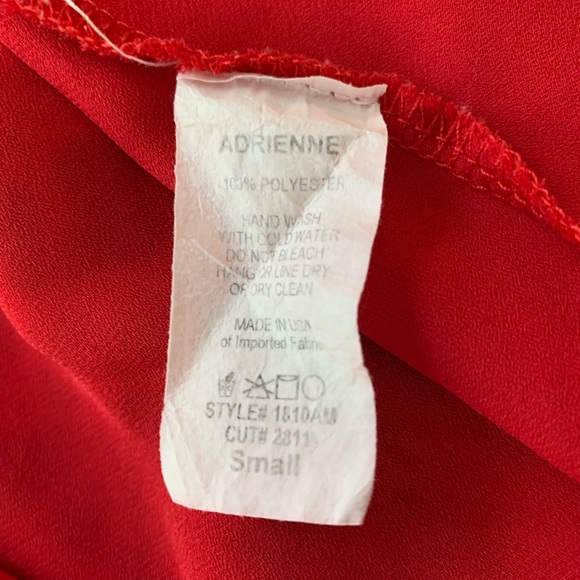 ADRIENNE
100% POLYESTER
HAND WASH
WITH COLD WATER
DO NOT BLEACH
HANG OR LINE DRY
OR DRY CLEAN
MADE IN USA
of Imported Fabric
STYLE# 1810AM
CUT# 2811
Small